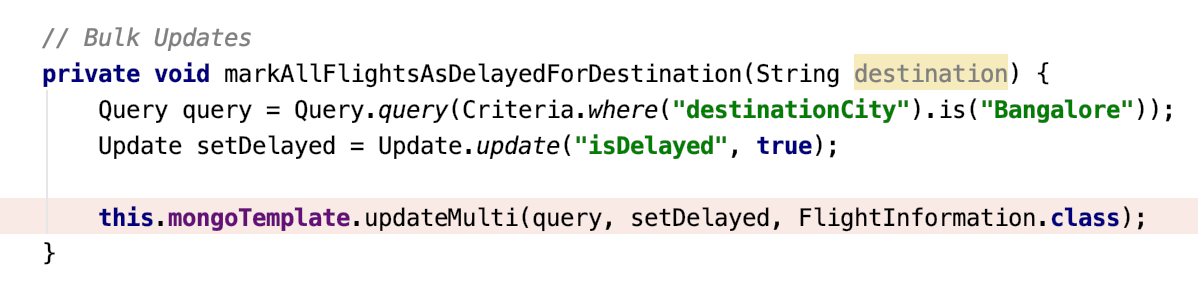 // Bulk Updates
private void markAllFlightsAsDelayedForDestination(String destination) {
    Query query = Query.query(Criteria.where("destinationCity").is("Bangalore"));
    Update setDelayed = Update.update("isDelayed", true);

    this.mongoTemplate.updateMulti(query, setDelayed, FlightInformation.class);
}